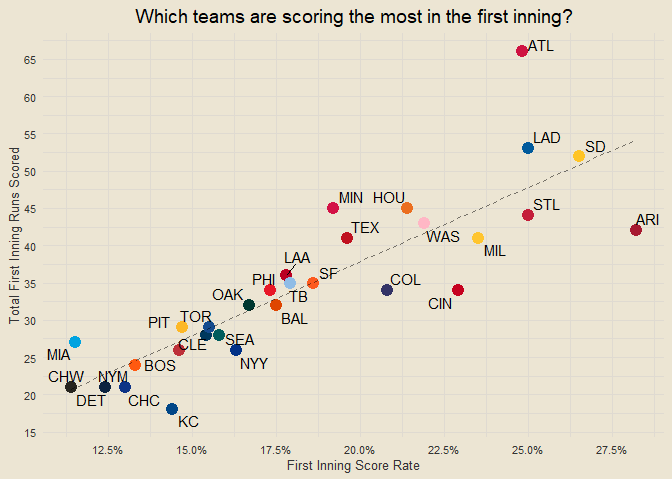 Which teams are scoring the most in the first inning?
Total First Inning Runs Scored
65
60
55
50
45
40
35
30
25
20
15
ATL
LAD
SD
STL
ARI
MIN
HOU
TEX
WAS
MIL
LAA
PHI
TB
SF
COL
CIN
OAK
BAL
PIT
TOR
CLE
SEA
NYY
MIA
BOS
CHW
NYM
DET
CHC
KC
12.5%
15.0%
17.5%
20.0%
22.5%
25.0%
27.5%
First Inning Score Rate